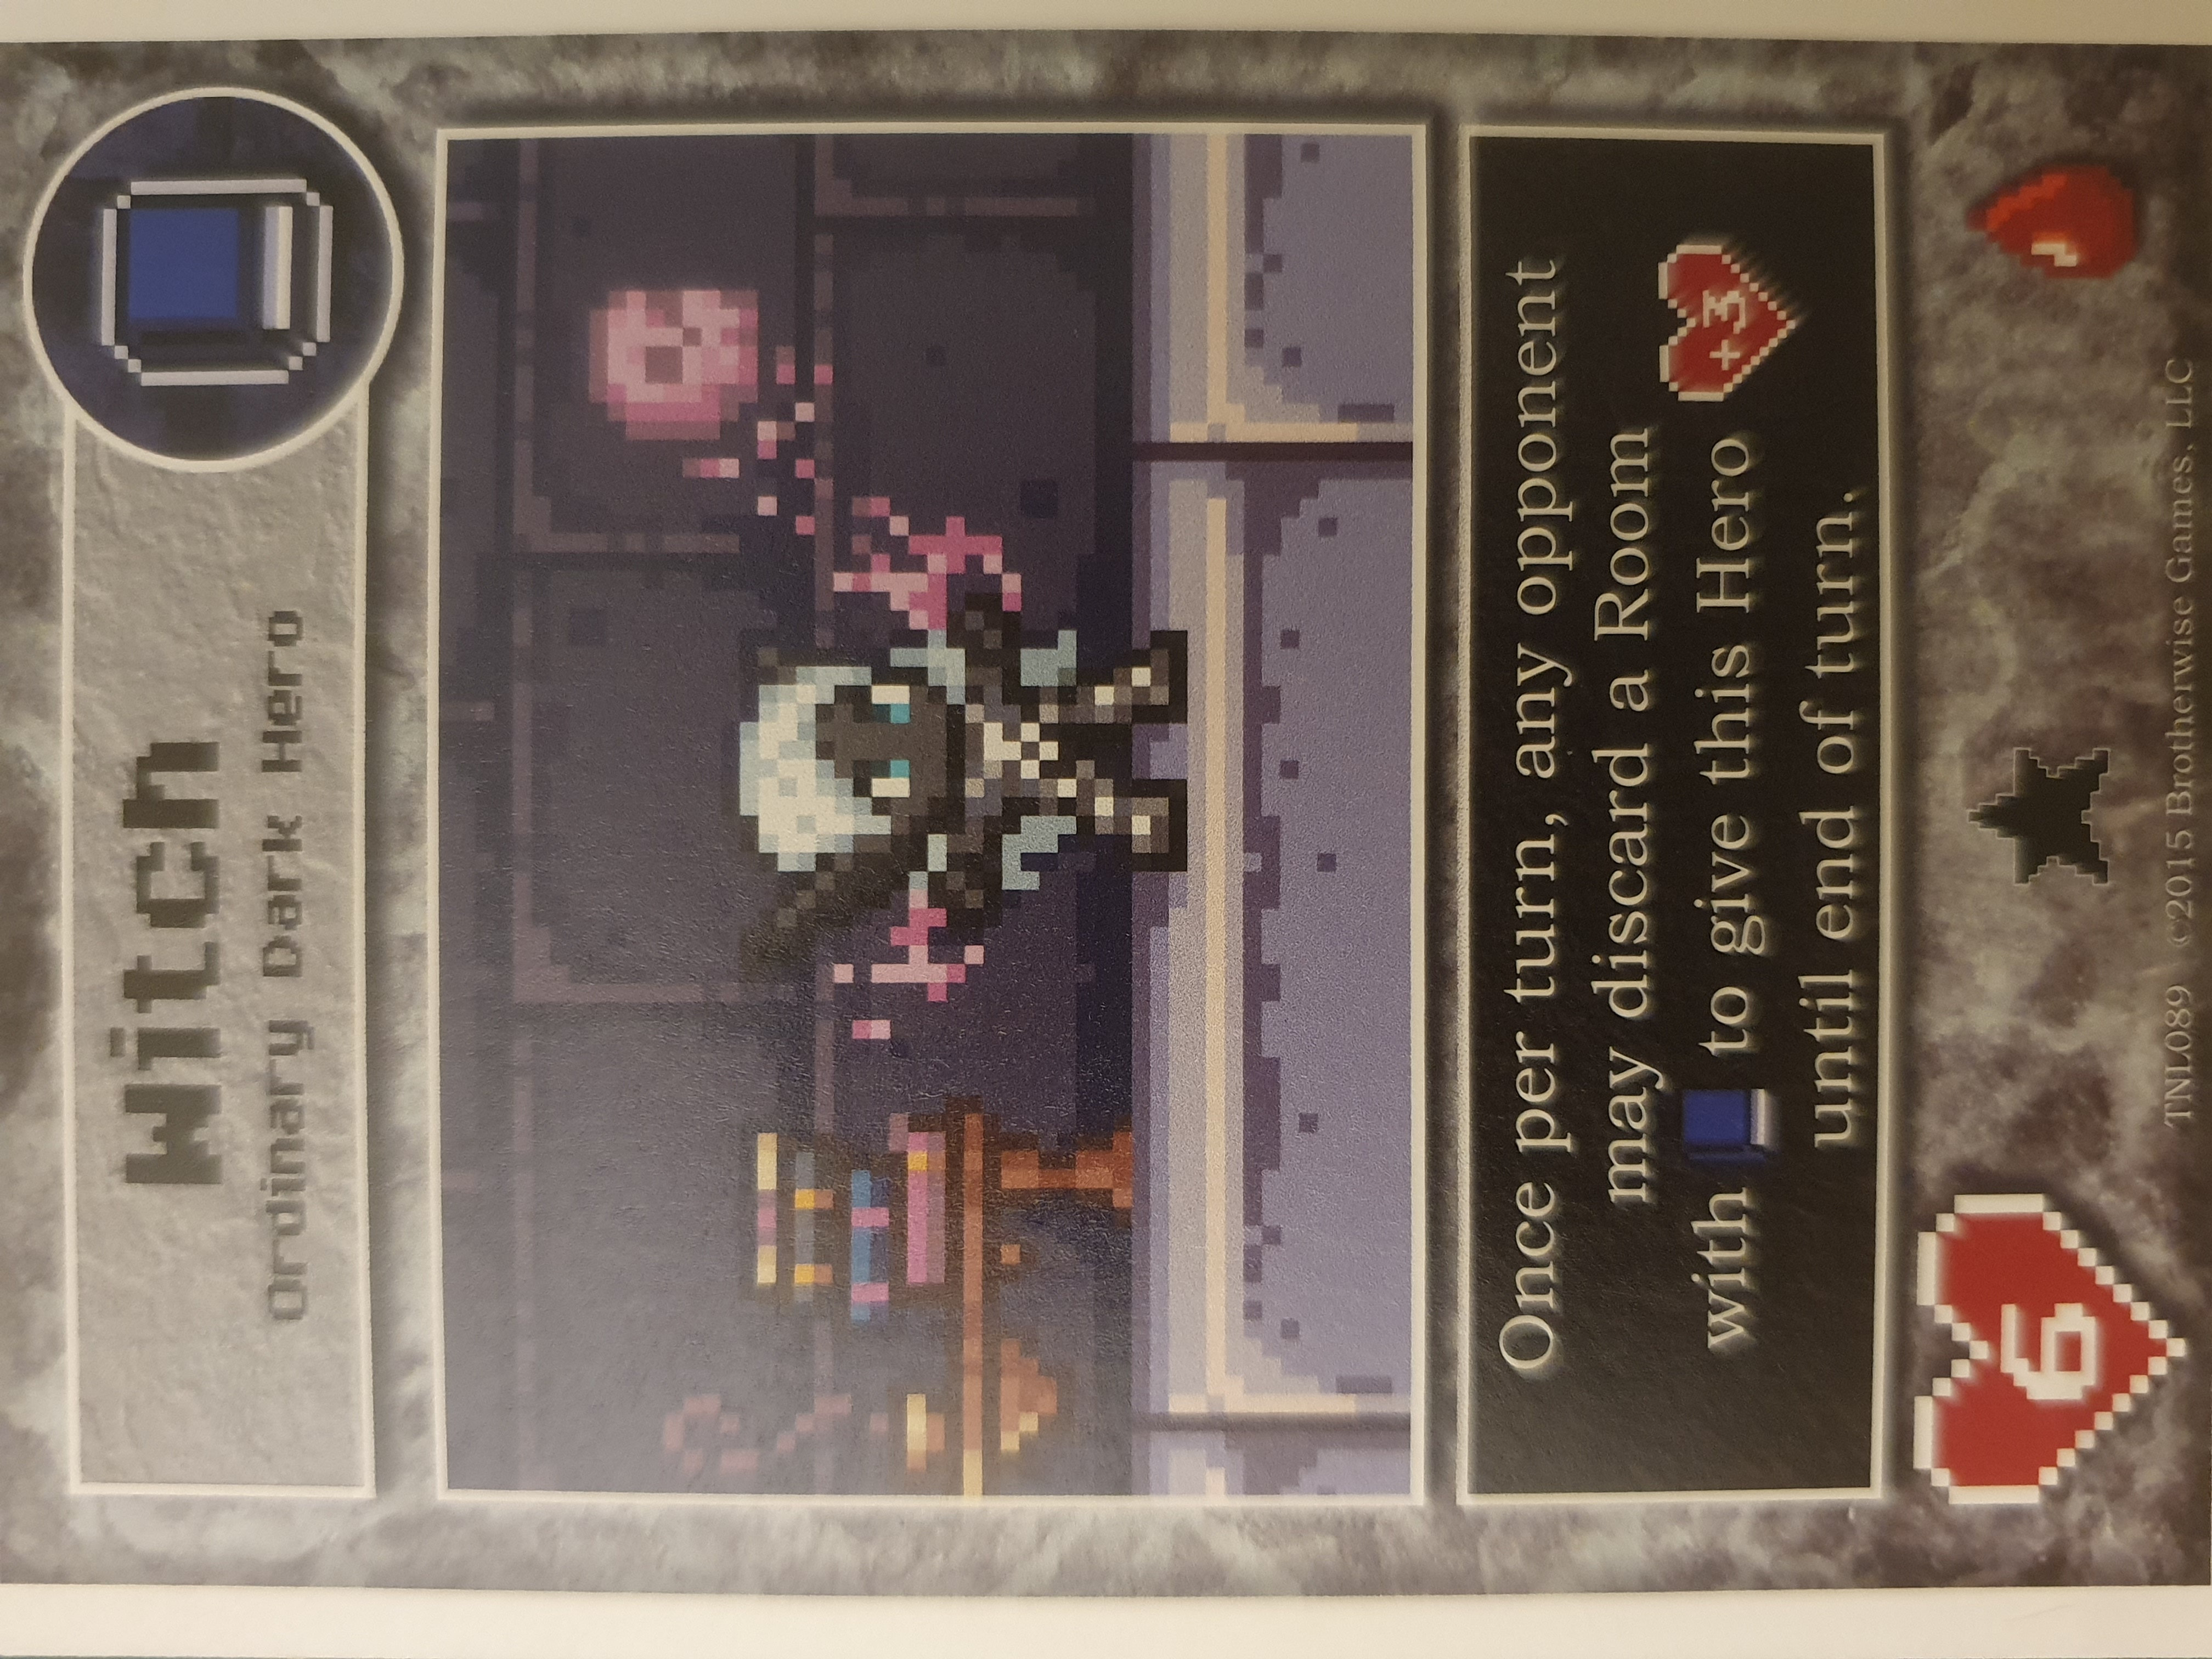 Witch
Ordinary Dark Hero
Once per turn, any opponent
may discard a Room
with to give this Hero +3
until end of turn.
6
TNL089 ©2015 Brotherwise Games, LLC